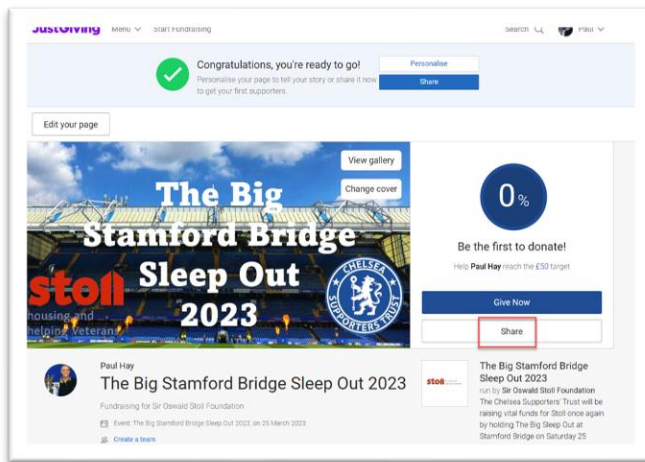 JustGiving Menu Start Fundraising Search Paul
Congratulations, you're ready to go!
Personalise your page to tell your story or share it now
to get your first supporters.
Personalise
Share
Edit your page
View gallery
Change cover
The Big
Stamford Bridge
Sleep Out
2023
stoll
housing and
helping Veterans
CHELSEA
SUPPORTERS TRUST
0%
Be the first to donate!
Help Paul Hay reach the £50 target
Give Now
Share
Paul Hay
The Big Stamford Bridge Sleep Out 2023
Fundraising for Sir Oswald Stoll Foundation
Event: The Big Stamford Bridge Sleep Out 2023, on 25 March 2023
Create a team
stoll
The Big Stamford Bridge
Sleep Out 2023
run by Sir Oswald Stoll Foundation
The Chelsea Supporters' Trust will be
raising vital funds for Stoll once again
by holding The Big Sleep Out at
Stamford Bridge on Saturday 25